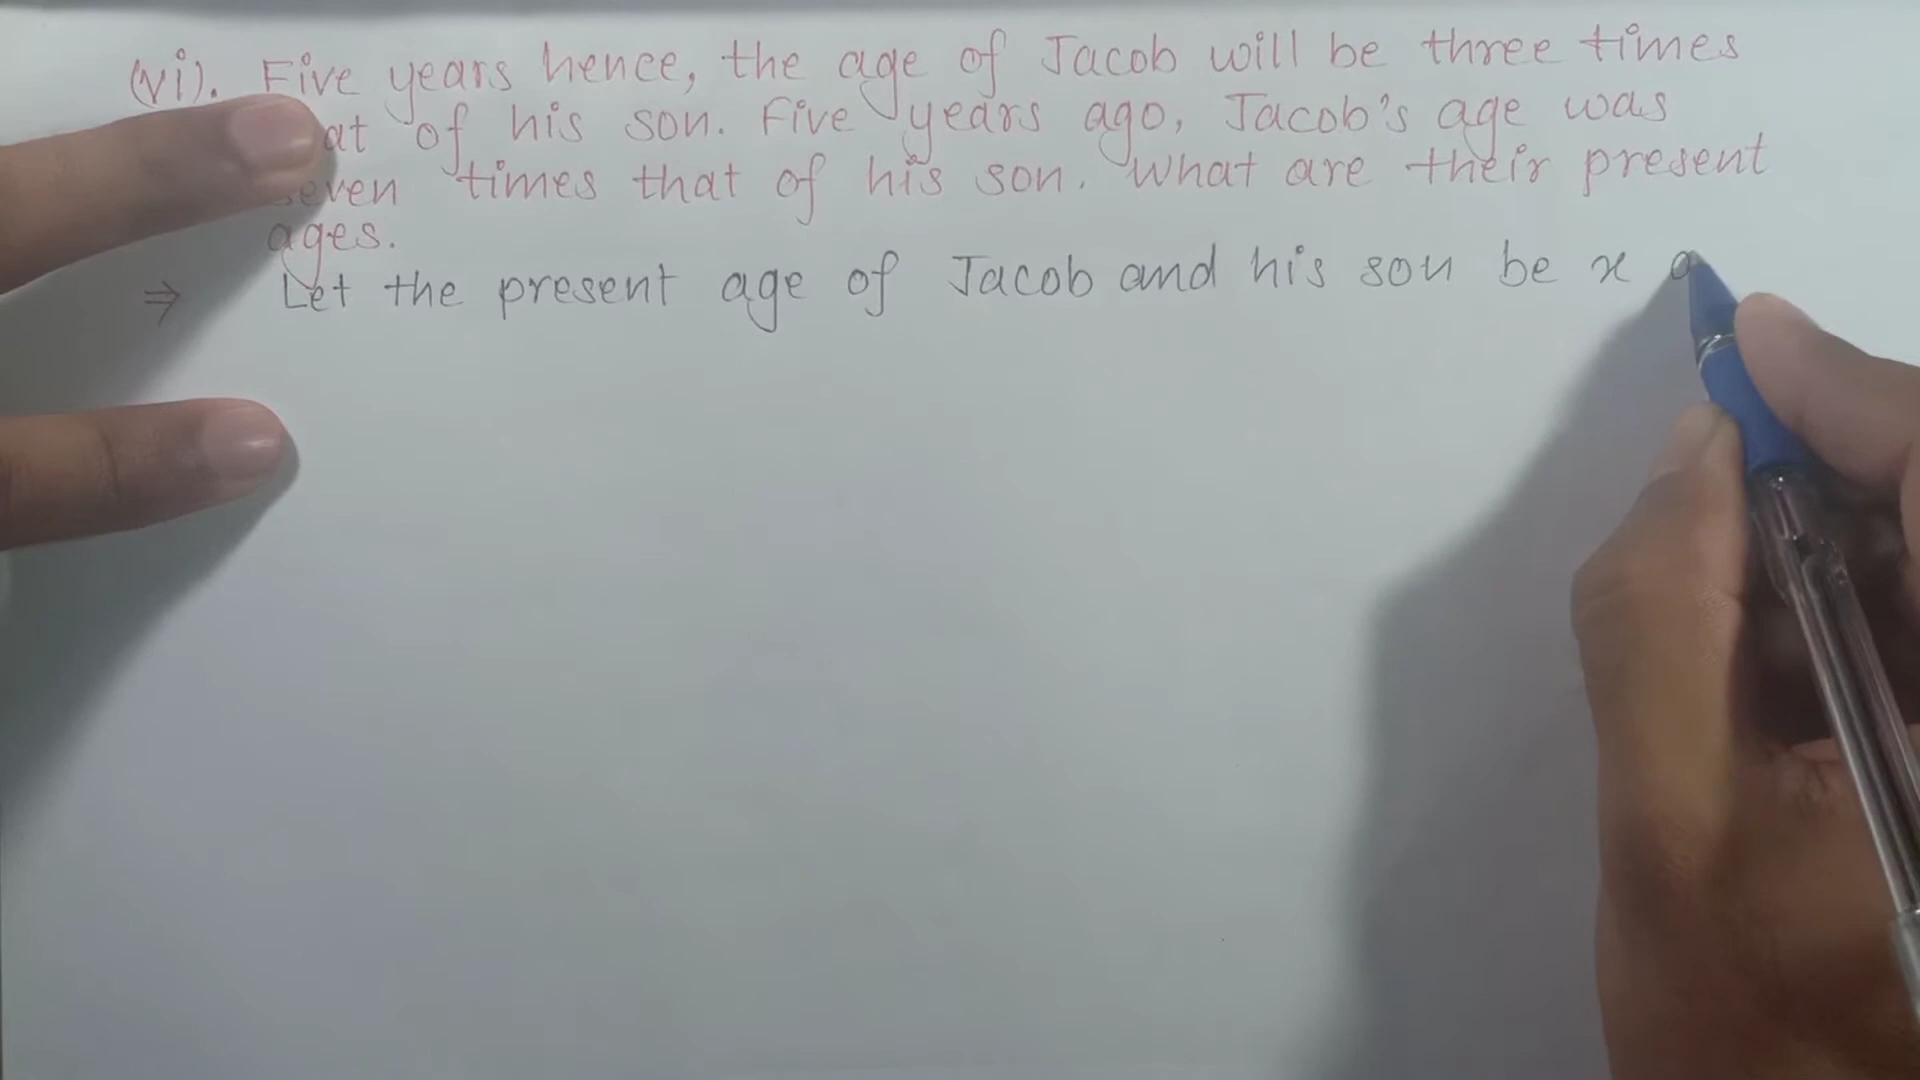 (vi). Five years hence, the age of Jacob will be three times
at of his son. Five years ago, Jacob's age was
seven times that of his son. What are their present
ages.
⇒ Let the present age of Jacob and his son be x a